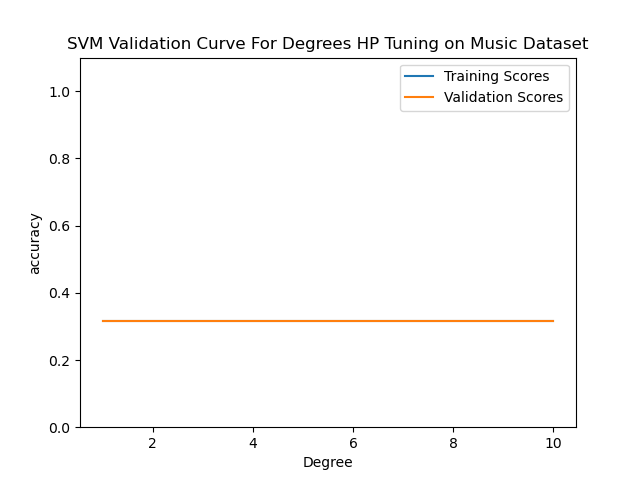 SVM Validation Curve For Degrees HP Tuning on Music Dataset
Training Scores
Validation Scores
1.0
0.8
0.6
0.4
0.2
0.0
accuracy
2 4 6 8 10
Degree